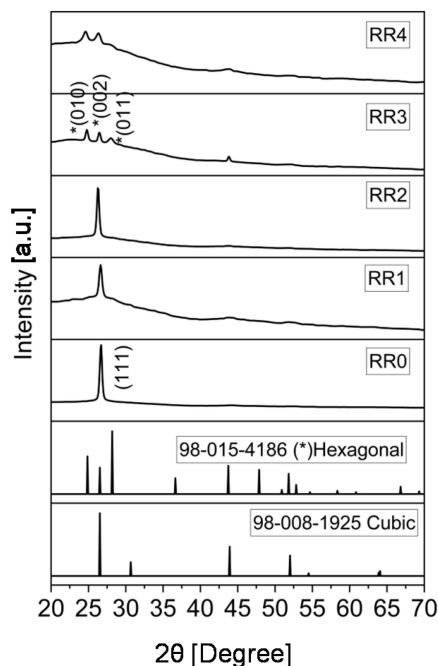 RR4
*(010)
*(002)
*(011)
RR3
RR2
RR1
(111)
RR0
98-015-4186 (*)Hexagonal
98-008-1925 Cubic
Intensity [a.u.]
20 25 30 35 40 45 50 55 60 65 70
2θ [Degree]